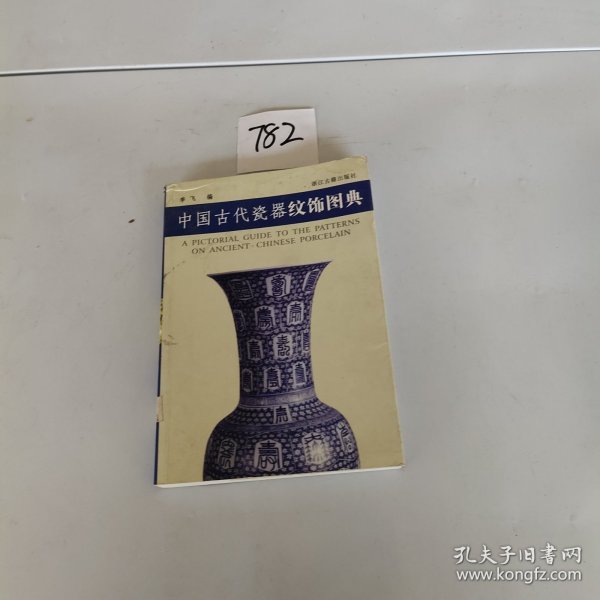 782
浙江古籍出版社
李飞 编
中国古代瓷器纹饰图典
A PICTORIAL GUIDE TO THE PATTERNS
ON ANCIENT CHINESE PORCELAIN
壽
孔夫子旧书网
www.kongfz.com